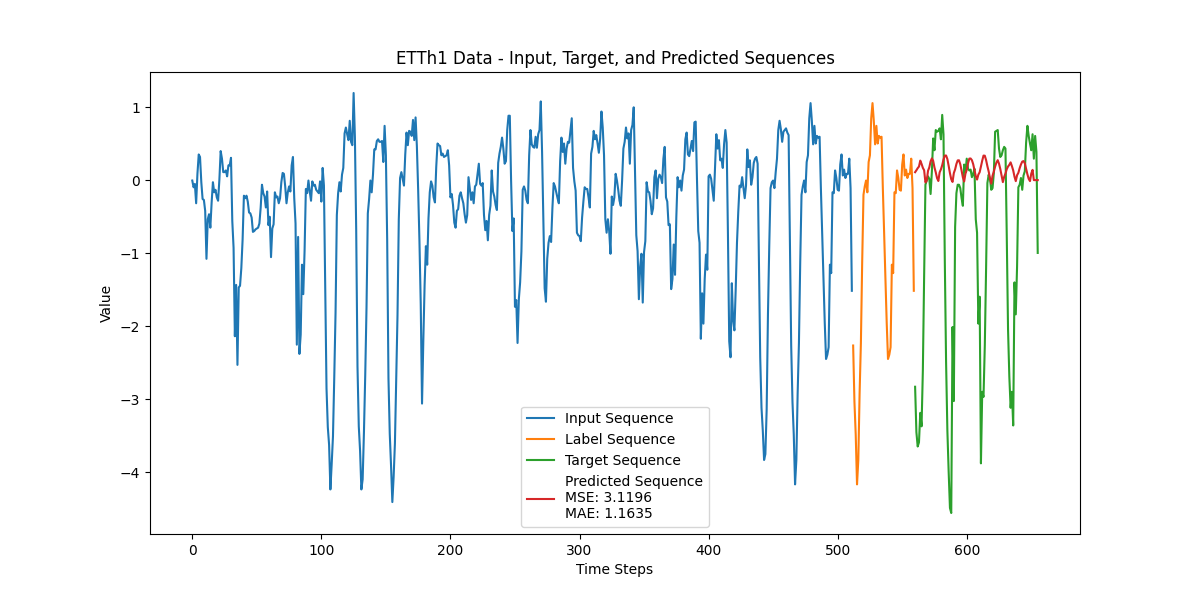 ETTh1 Data - Input, Target, and Predicted Sequences
Value
1
0
−1
−2
−3
−4
Input Sequence
Label Sequence
Target Sequence
Predicted Sequence
MSE: 3.1196
MAE: 1.1635
0 100 200 300 400 500 600
Time Steps